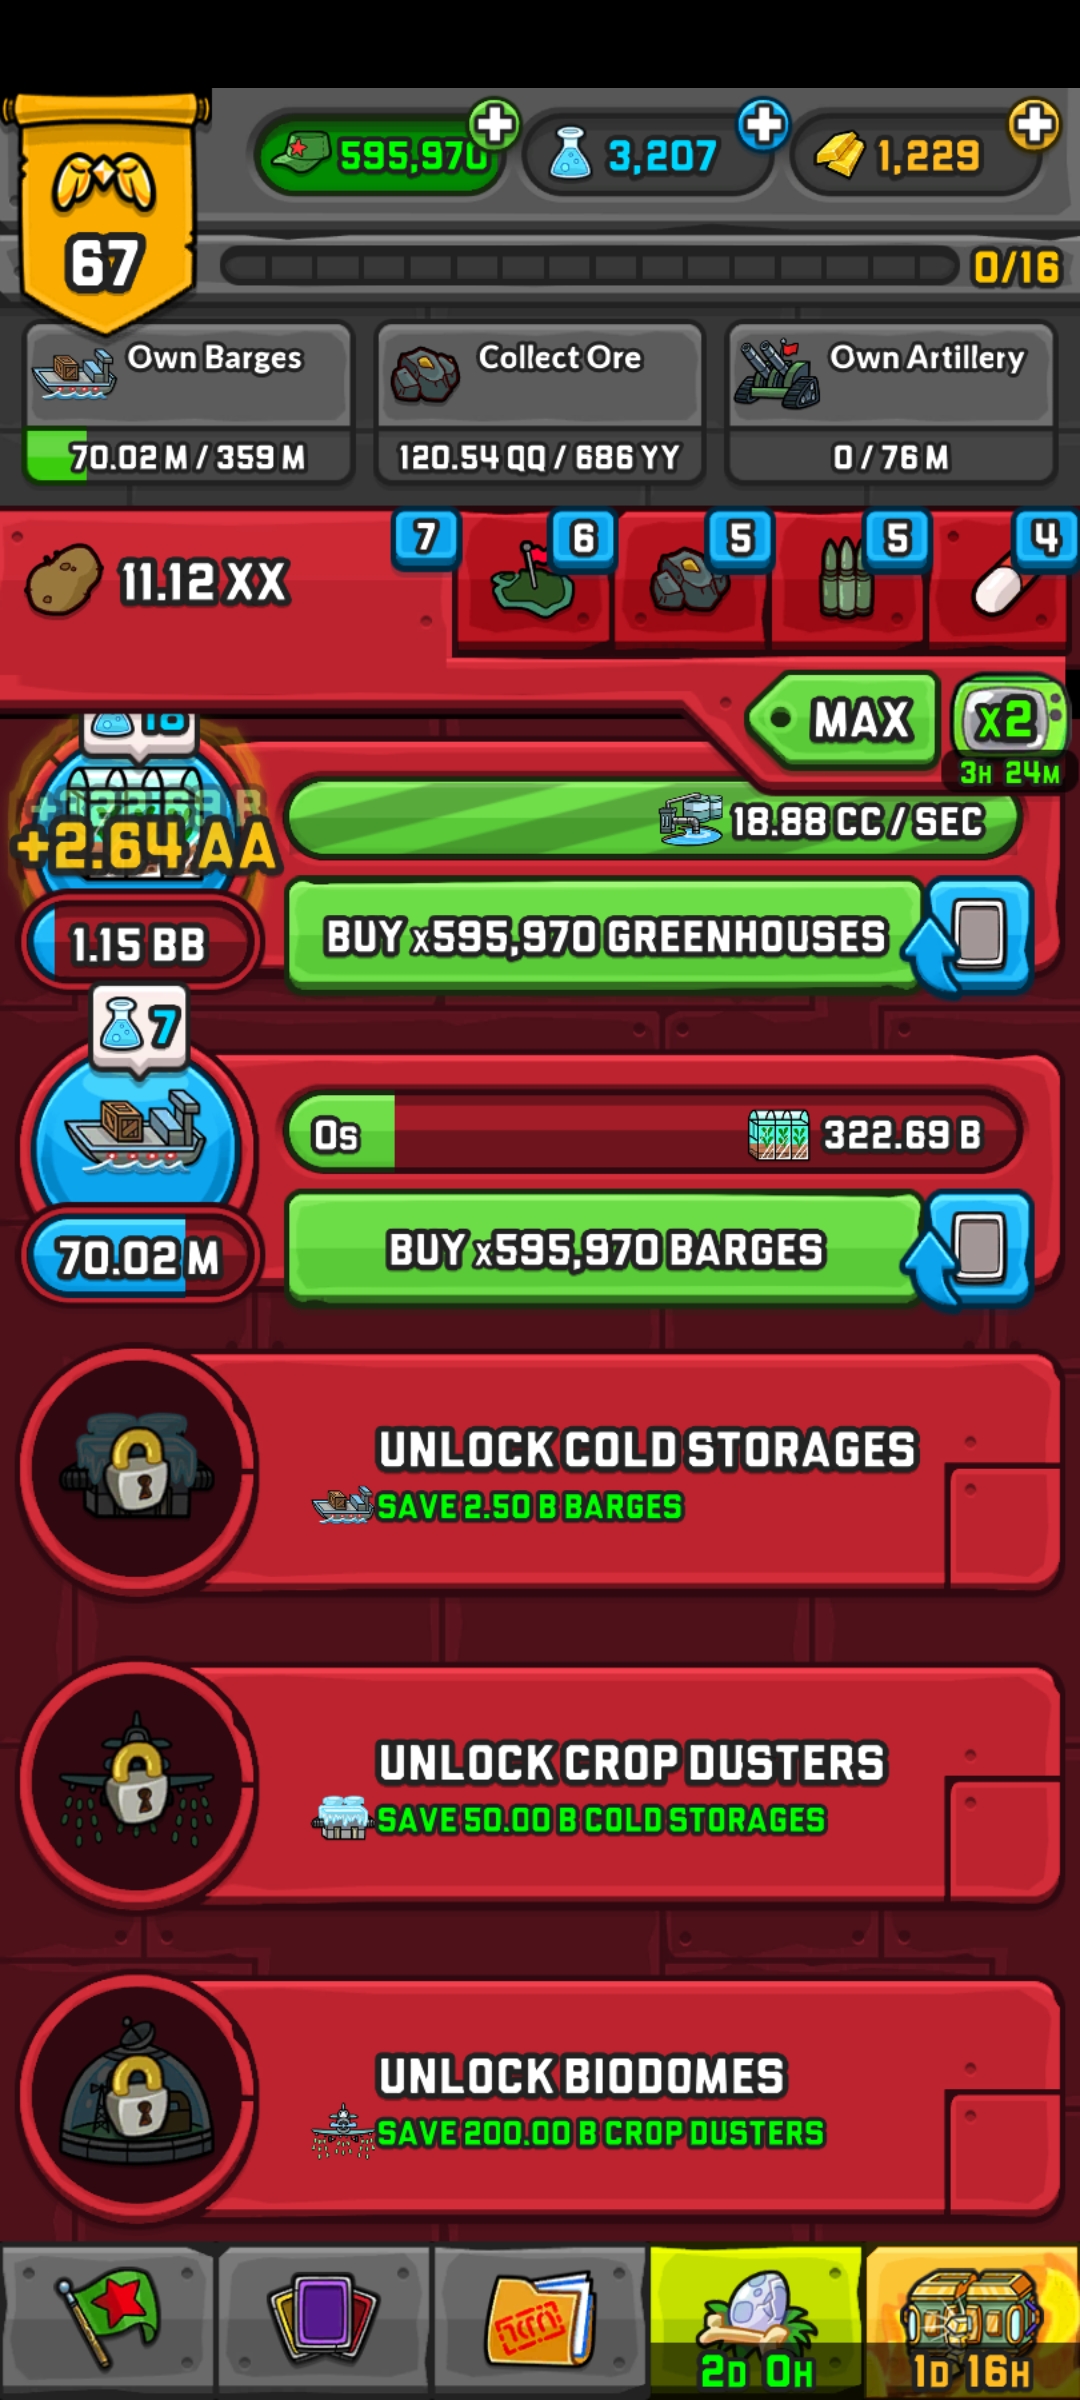 595,970
3,207
1,229
67
0/16
Own Barges
70.02 M / 359 M
Collect Ore
120.54 QQ / 686 YY
Own Artillery
0 / 76 M
11.12 XX
7
6
5
5
4
MAX
x2
3H 24M
18
+2.64 AA
18.88 CC / SEC
1.15 BB
BUY x595,970 GREENHOUSES
7
0s
322.69 B
70.02 M
BUY x595,970 BARGES
UNLOCK COLD STORAGES
SAVE 2.50 B BARGES
UNLOCK CROP DUSTERS
SAVE 50.00 B COLD STORAGES
UNLOCK BIODOMES
SAVE 200.00 B CROP DUSTERS
2D 0H
1D 16H